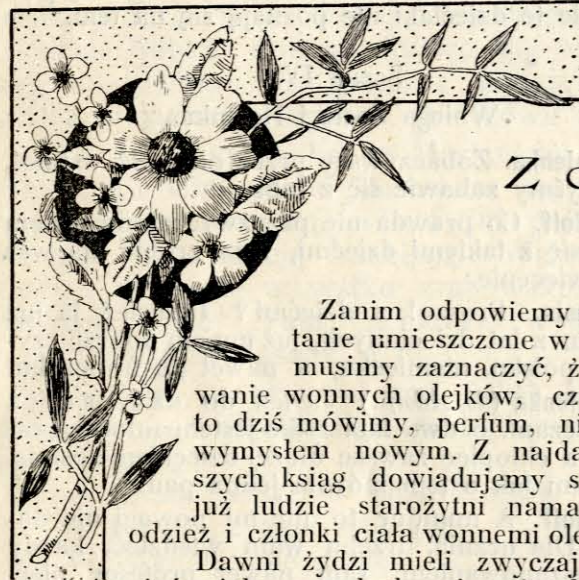 Zanim odpowiemy
tanie umieszczone w
musimy zaznaczyć, ż
wanie wonnych olejków, cz
to dziś mówimy, perfum, ni
wymysłem nowym. Z najda
szych ksiąg dowiadujemy s
już ludzie starożytni nama
odzież i członki ciała wonnemi ole
Dawni żydzi mieli zwyczaj